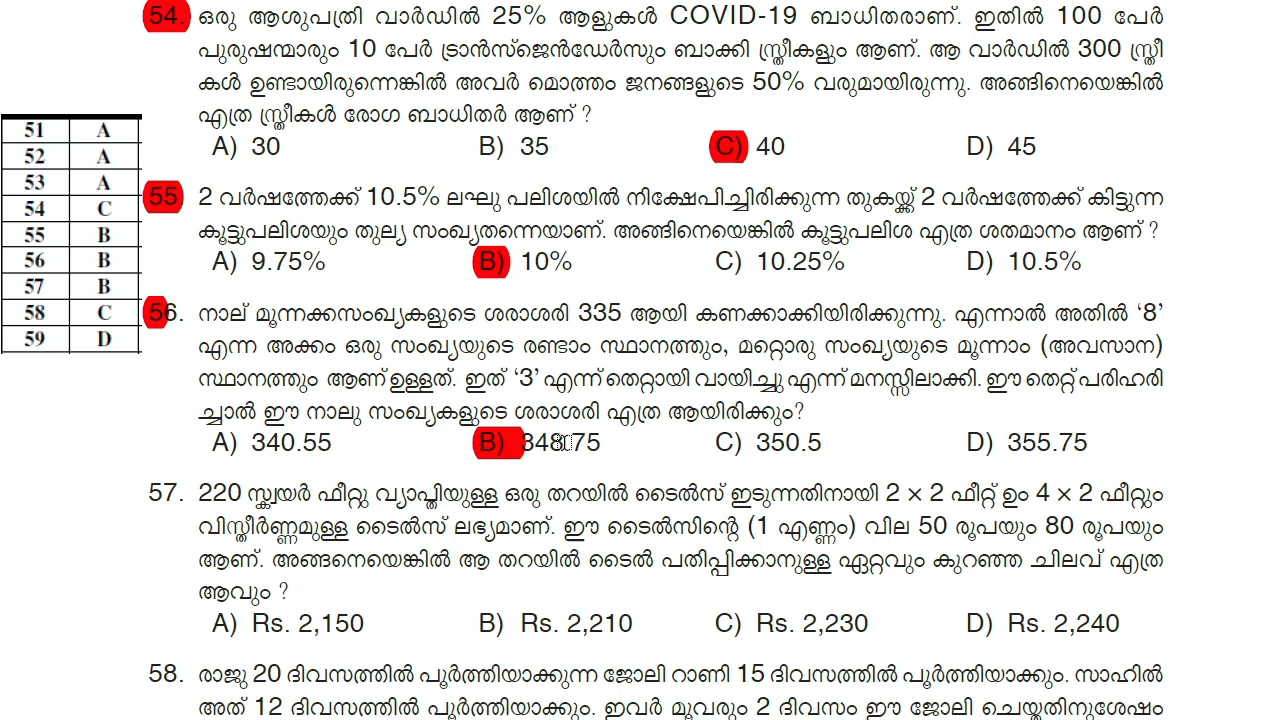 54. ഒരു ആശുപത്രി വാർഡിൽ 25% ആളുകൾ COVID-19 ബാധിതരാണ്. ഇതിൽ 100 പേർ
പുരുഷന്മാരും 10 പേർ ട്രാൻസ്ജെൻഡേർസും ബാക്കി സ്ത്രീകളും ആണ്. ആ വാർഡിൽ 300 സ്ത്രീ
കൾ ഉണ്ടായിരുന്നെങ്കിൽ അവർ മൊത്തം ജനങ്ങളുടെ 50% വരുമായിരുന്നു. അങ്ങിനെയെങ്കിൽ
എത്ര സ്ത്രീകൾ രോഗ ബാധിതർ ആണ് ?
A) 30 B) 35 C) 40 D) 45
51 A
52 A
53 A
54 C
55 B
56 B
57 B
58 C
59 D
55 2 വർഷത്തേക്ക് 10.5% ലഘു പലിശയിൽ നിക്ഷേപിച്ചിരിക്കുന്ന തുകയ്ക്ക് 2 വർഷത്തേക്ക് കിട്ടുന്ന
കൂട്ടുപലിശയും തുല്യ സംഖ്യതന്നെയാണ്. അങ്ങിനെയെങ്കിൽ കൂട്ടുപലിശ എത്ര ശതമാനം ആണ് ?
A) 9.75% B) 10% C) 10.25% D) 10.5%
56. നാല് മൂന്നക്കസംഖ്യകളുടെ ശരാശരി 335 ആയി കണക്കാക്കിയിരിക്കുന്നു. എന്നാൽ അതിൽ ‘8’
എന്ന അക്കം ഒരു സംഖ്യയുടെ രണ്ടാം സ്ഥാനത്തും, മറ്റൊരു സംഖ്യയുടെ മൂന്നാം (അവസാന)
സ്ഥാനത്തും ആണ് ഉള്ളത്. ഇത് ‘3’ എന്ന് തെറ്റായി വായിച്ചു എന്ന് മനസ്സിലാക്കി. ഈ തെറ്റ് പരിഹരി
ച്ചാൽ ഈ നാലു സംഖ്യകളുടെ ശരാശരി എത്ര ആയിരിക്കും?
A) 340.55 B) 348.75 C) 350.5 D) 355.75
57. 220 സ്ക്വയർ ഫീറ്റു വ്യാപ്തിയുള്ള ഒരു തറയിൽ ടൈൽസ് ഇടുന്നതിനായി 2 × 2 ഫീറ്റ് ഉം 4 × 2 ഫീറ്റും
വിസ്തീർണ്ണമുള്ള ടൈൽസ് ലഭ്യമാണ്. ഈ ടൈൽസിന്റെ (1 എണ്ണം) വില 50 രൂപയും 80 രൂപയും
ആണ്. അങ്ങനെയെങ്കിൽ ആ തറയിൽ ടൈൽ പതിപ്പിക്കാനുള്ള ഏറ്റവും കുറഞ്ഞ ചിലവ് എത്ര
ആവും ?
A) Rs. 2,150 B) Rs. 2,210 C) Rs. 2,230 D) Rs. 2,240
58. രാജു 20 ദിവസത്തിൽ പൂർത്തിയാക്കുന്ന ജോലി റാണി 15 ദിവസത്തിൽ പൂർത്തിയാക്കും. സാഹിൽ
അത് 12 ദിവസത്തിൽ പൂർത്തിയാക്കും. ഇവർ മൂവരും 2 ദിവസം ഈ ജോലി ചെയ്തതിനുശേഷം